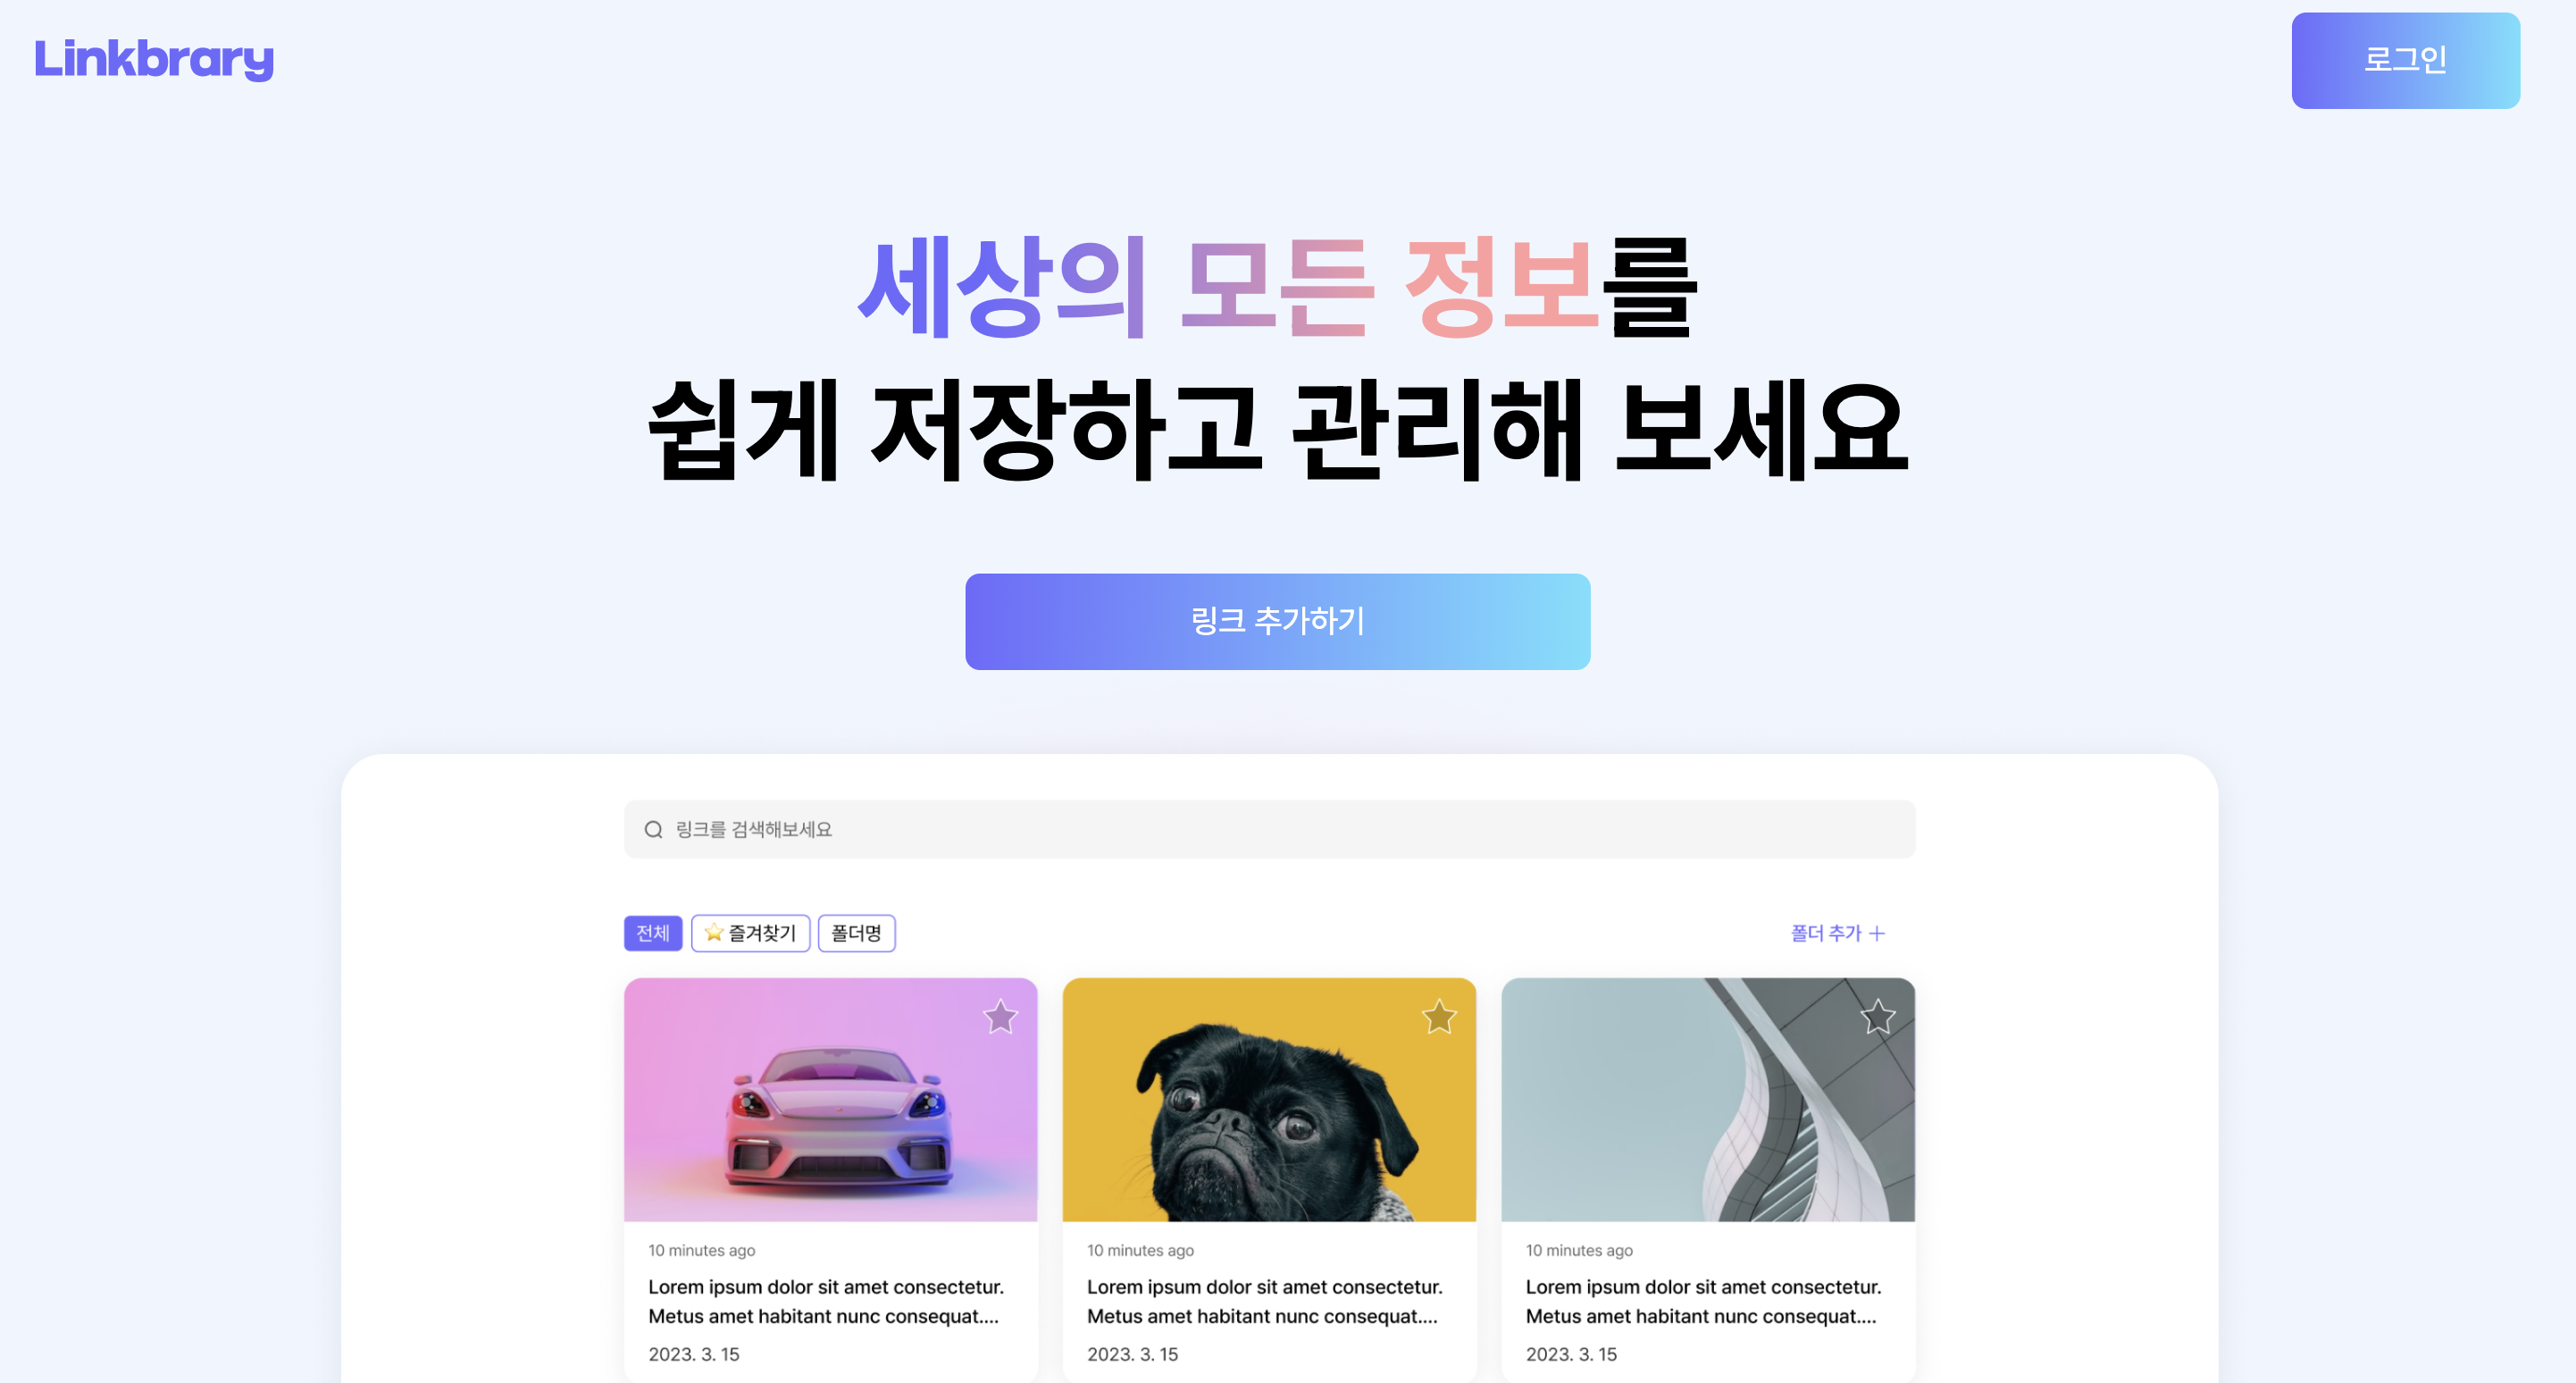 Linkbrary
로그인
세상의 모든 정보를
쉽게 저장하고 관리해 보세요
링크 추가하기
링크를 검색해보세요
전체
⭐ 즐겨찾기
폴더명
폴더 추가 +
10 minutes ago
Lorem ipsum dolor sit amet consectetur.
Metus amet habitant nunc consequat....
2023. 3. 15
10 minutes ago
Lorem ipsum dolor sit amet consectetur.
Metus amet habitant nunc consequat....
2023. 3. 15
10 minutes ago
Lorem ipsum dolor sit amet consectetur.
Metus amet habitant nunc consequat....
2023. 3. 15